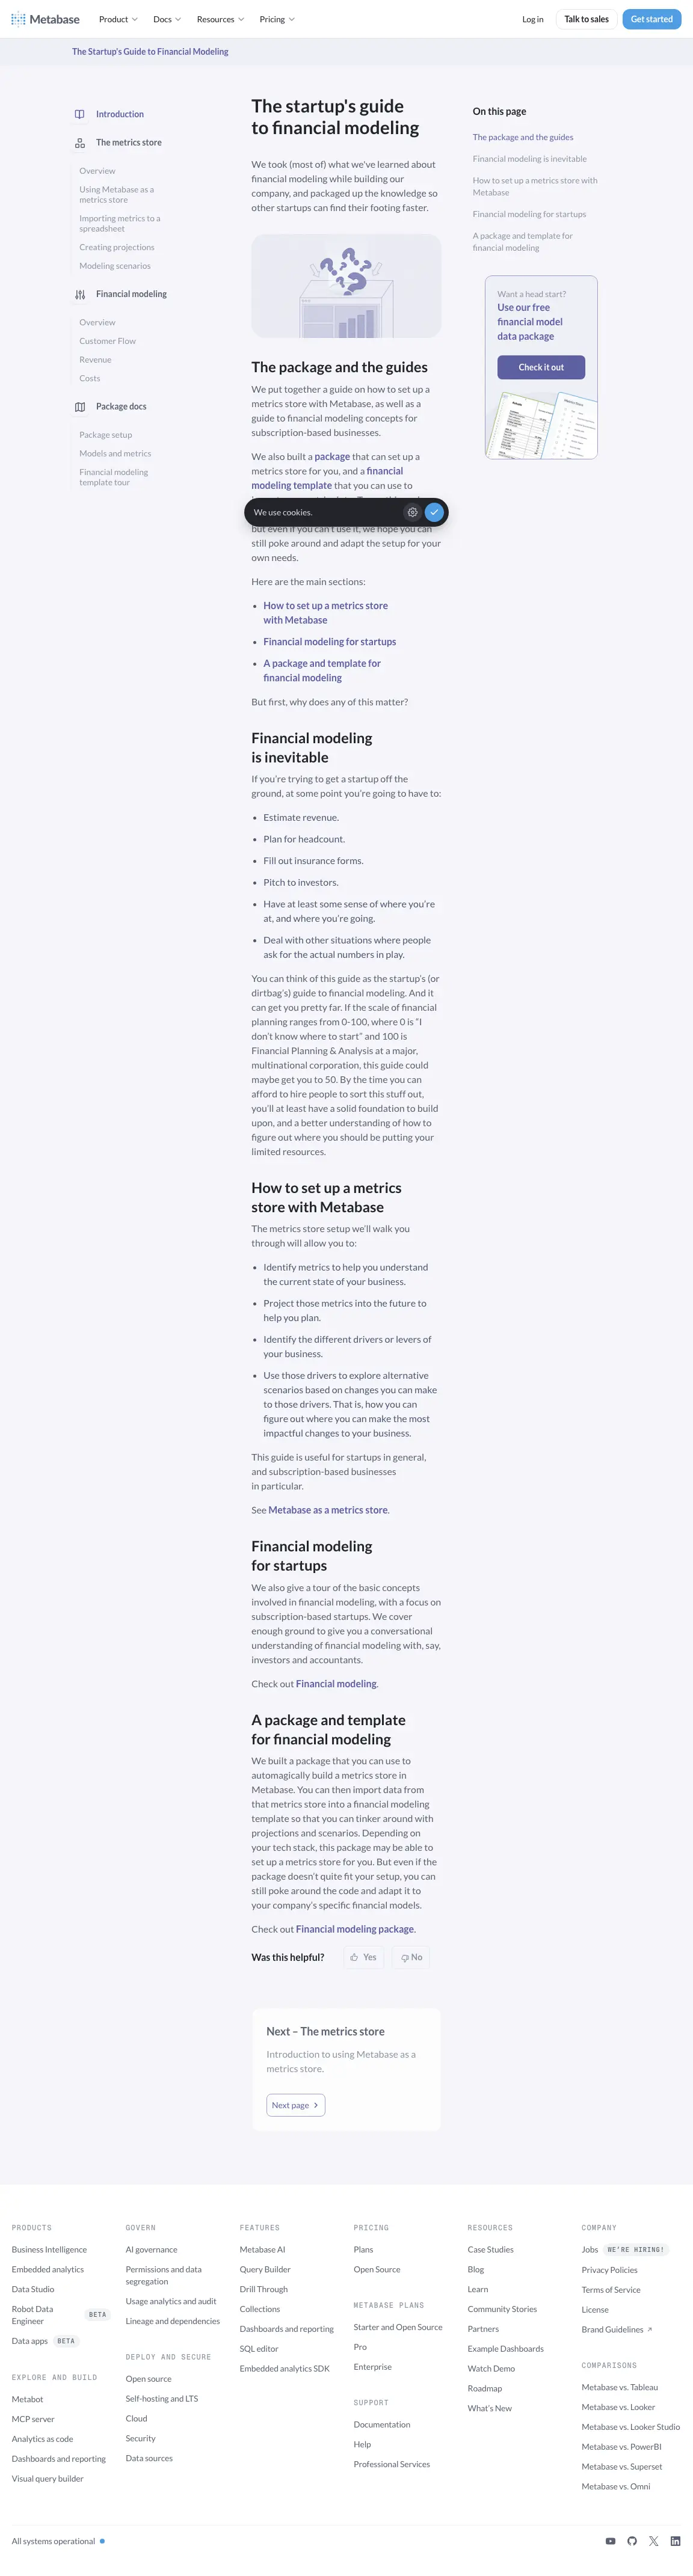 Metabase
Product
Docs
Resources
Pricing
Log in
Talk to sales
Get started
The Startup's Guide to Financial Modeling
Introduction
The metrics store
Overview
Using Metabase as a
metrics store
Importing metrics to a
spreadsheet
Creating projections
Modeling scenarios
Financial modeling
Overview
Customer Flow
Revenue
Costs
Package docs
Package setup
Models and metrics
Financial modeling
template tour
The startup's guide
to financial modeling
We took (most of) what we've learned about
financial modeling while building our
company, and packaged up the knowledge so
other startups can find their footing faster.
The package and the guides
We put together a guide on how to set up a
metrics store with Metabase, as well as a
guide to financial modeling concepts for
subscription-based businesses.
We also built a package that can set up a
metrics store for you, and a financial
modeling template that you can use to
We use cookies.
but even if you can't use it, we hope you can
still poke around and adapt the setup for your
own needs.
Here are the main sections:
• How to set up a metrics store
with Metabase
• Financial modeling for startups
• A package and template for
financial modeling
But first, why does any of this matter?
Financial modeling
is inevitable
If you're trying to get a startup off the
ground, at some point you're going to have to:
• Estimate revenue.
• Plan for headcount.
• Fill out insurance forms.
• Pitch to investors.
• Have at least some sense of where you're
at, and where you're going.
• Deal with other situations where people
ask for the actual numbers in play.
You can think of this guide as the startup's (or
dirtbag's) guide to financial modeling. And it
can get you pretty far. If the scale of financial
planning ranges from 0-100, where 0 is "I
don't know where to start" and 100 is
Financial Planning & Analysis at a major,
multinational corporation, this guide could
maybe get you to 50. By the time you can
afford to hire people to sort this stuff out,
you'll at least have a solid foundation to build
upon, and a better understanding of how to
figure out where you should be putting your
limited resources.
How to set up a metrics
store with Metabase
The metrics store setup we'll walk you
through will allow you to:
• Identify metrics to help you understand
the current state of your business.
• Project those metrics into the future to
help you plan.
• Identify the different drivers or levers of
your business.
• Use those drivers to explore alternative
scenarios based on changes you can make
to those drivers. That is, how you can
figure out where you can make the most
impactful changes to your business.
This guide is useful for startups in general,
and subscription-based businesses
in particular.
See Metabase as a metrics store.
Financial modeling
for startups
We also give a tour of the basic concepts
involved in financial modeling, with a focus on
subscription-based startups. We cover
enough ground to give you a conversational
understanding of financial modeling with, say,
investors and accountants.
Check out Financial modeling.
A package and template
for financial modeling
We built a package that you can use to
automagically build a metrics store in
Metabase. You can then import data from
that metrics store into a financial modeling
template so that you can tinker around with
projections and scenarios. Depending on
your tech stack, this package may be able to
set up a metrics store for you. But even if the
package doesn't quite fit your setup, you can
still poke around the code and adapt it to
your company's specific financial models.
Check out Financial modeling package.
Was this helpful?
Yes
No
Next – The metrics store
Introduction to using Metabase as a
metrics store.
Next page
On this page
The package and the guides
Financial modeling is inevitable
How to set up a metrics store with
Metabase
Financial modeling for startups
A package and template for
financial modeling
Want a head start?
Use our free
financial model
data package
Check it out
PRODUCTS
Business Intelligence
Embedded analytics
Data Studio
Robot Data
Engineer
BETA
Data apps
BETA
EXPLORE AND BUILD
Metabot
MCP server
Analytics as code
Dashboards and reporting
Visual query builder
GOVERN
AI governance
Permissions and data
segregation
Usage analytics and audit
Lineage and dependencies
DEPLOY AND SECURE
Open source
Self-hosting and LTS
Cloud
Security
Data sources
FEATURES
Metabase AI
Query Builder
Drill Through
Collections
Dashboards and reporting
SQL editor
Embedded analytics SDK
PRICING
Plans
Open Source
METABASE PLANS
Starter and Open Source
Pro
Enterprise
SUPPORT
Documentation
Help
Professional Services
RESOURCES
Case Studies
Blog
Learn
Community Stories
Partners
Example Dashboards
Watch Demo
Roadmap
What's New
COMPANY
Jobs
WE'RE HIRING!
Privacy Policies
Terms of Service
License
Brand Guidelines ↗
COMPARISONS
Metabase vs. Tableau
Metabase vs. Looker
Metabase vs. Looker Studio
Metabase vs. PowerBI
Metabase vs. Superset
Metabase vs. Omni
All systems operational